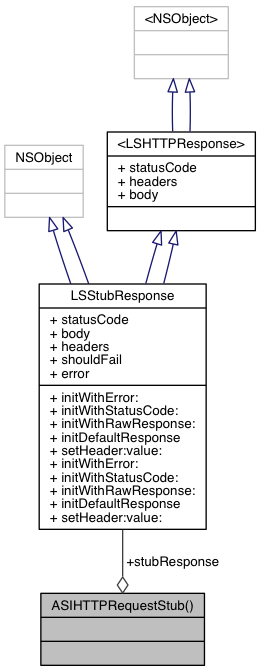 <NSObject>
<LSHTTPResponse>
+ statusCode
+ headers
+ body
NSObject
LSStubResponse
+ statusCode
+ body
+ headers
+ shouldFail
+ error
+ initWithError:
+ initWithStatusCode:
+ initWithRawResponse:
+ initDefaultResponse
+ setHeader:value:
+ initWithError:
+ initWithStatusCode:
+ initWithRawResponse:
+ initDefaultResponse
+ setHeader:value:
+stubResponse
ASIHTTPRequestStub()